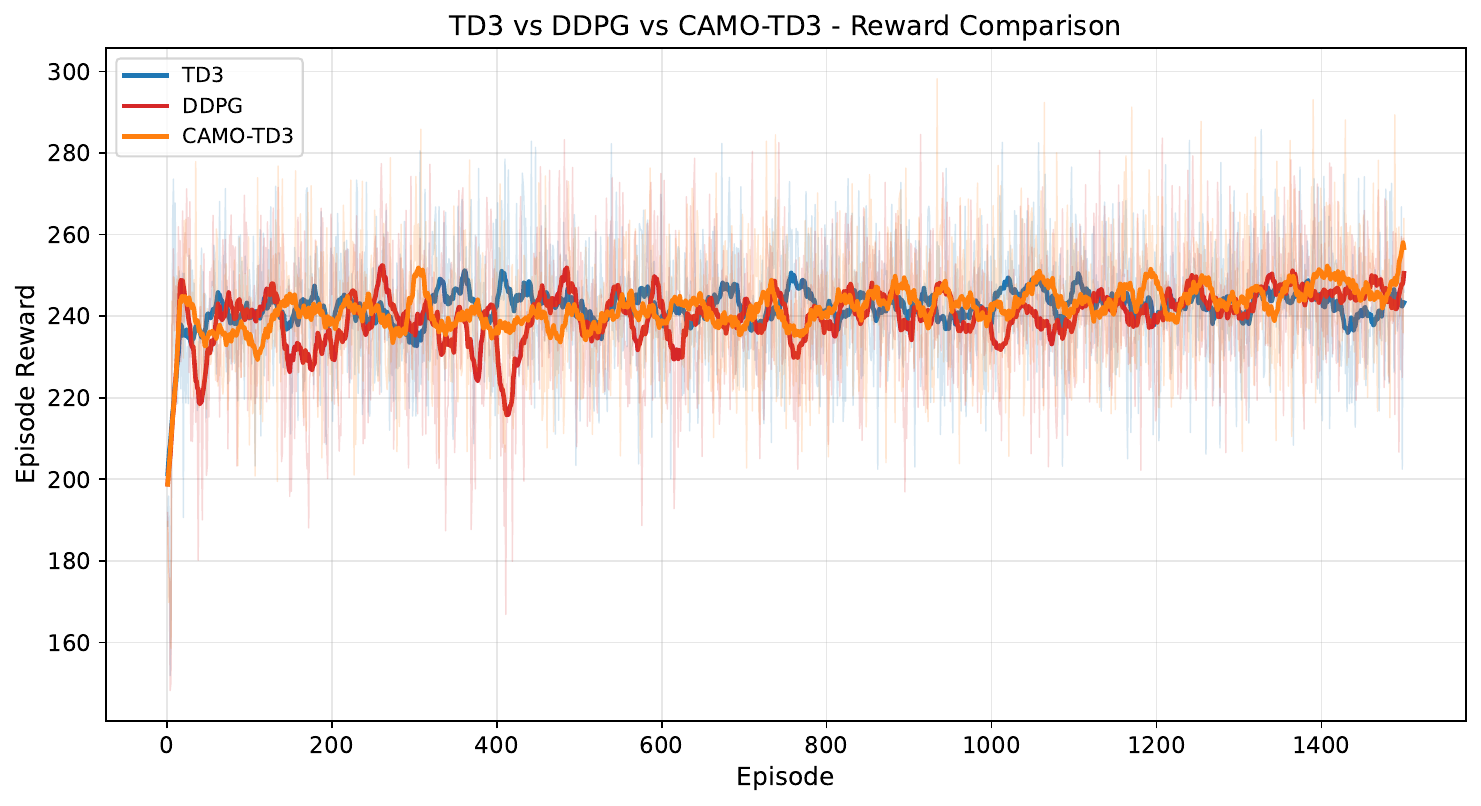 TD3 vs DDPG vs CAMO-TD3 - Reward Comparison
TD3
DDPG
CAMO-TD3
300
280
260
240
220
200
180
160
Episode Reward
0 200 400 600 800 1000 1200 1400
Episode